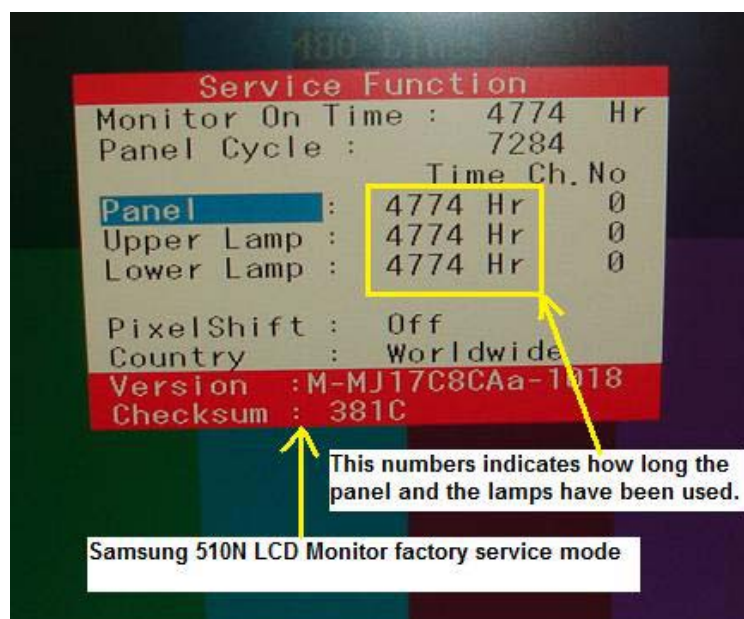 480 Lines
Service Function
Monitor On Time : 4774 Hr
Panel Cycle : 7284
Time Ch.No
Panel : 4774 Hr 0
Upper Lamp : 4774 Hr 0
Lower Lamp : 4774 Hr 0
PixelShift : Off
Country : Worldwide
Version :M-MJ17C8CAa-1018
Checksum : 381C
This numbers indicates how long the
panel and the lamps have been used.
Samsung 510N LCD Monitor factory service mode